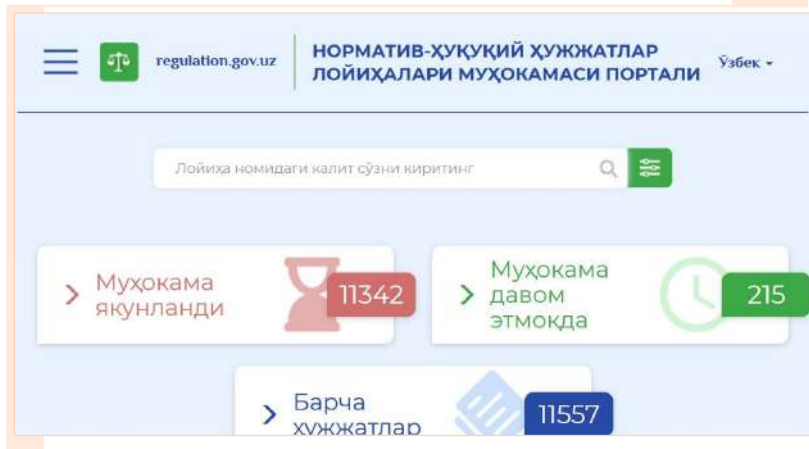 regulation.gov.uz
НОРМАТИВ-ҲУҚУҚИЙ ҲУЖЖАТЛАР
ЛОЙИҲАЛАРИ МУҲОКАМАСИ ПОРТАЛИ
Ўзбек
Лойиҳа номидаги калит сўзни киритинг
Муҳокама
якунланди
11342
Муҳокама
давом
этмоқда
215
Барча
ҳужжатлар
11557